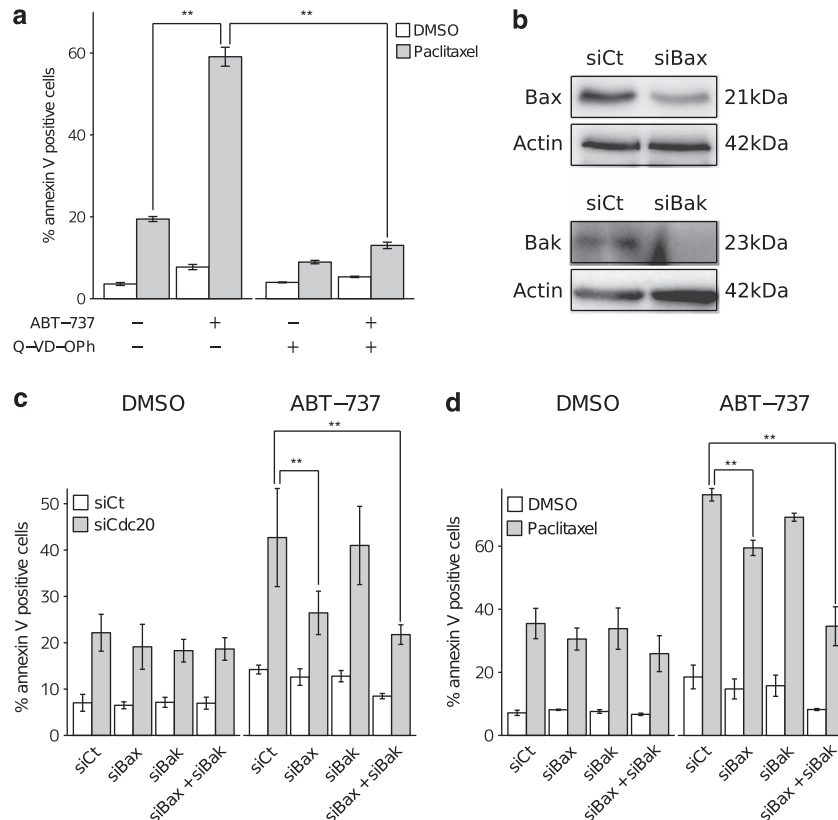 a
**
**
DMSO
Paclitaxel
% annexin V positive cells
60
40
20
0
ABT–737 – + – +
Q–VD–OPh – – + +
b
siCt siBax
Bax 21kDa
Actin 42kDa
siCt siBak
Bak 23kDa
Actin 42kDa
c
DMSO ABT–737
**
**
siCt
siCdc20
% annexin V positive cells
50
40
30
20
10
0
siCt siBax siBak siBax +siBak siCt siBax siBak siBax +siBak
d
DMSO ABT–737
**
**
DMSO
Paclitaxel
% annexin V positive cells
60
40
20
0
siCt siBax siBak siBax +siBak siCt siBax siBak siBax +siBak